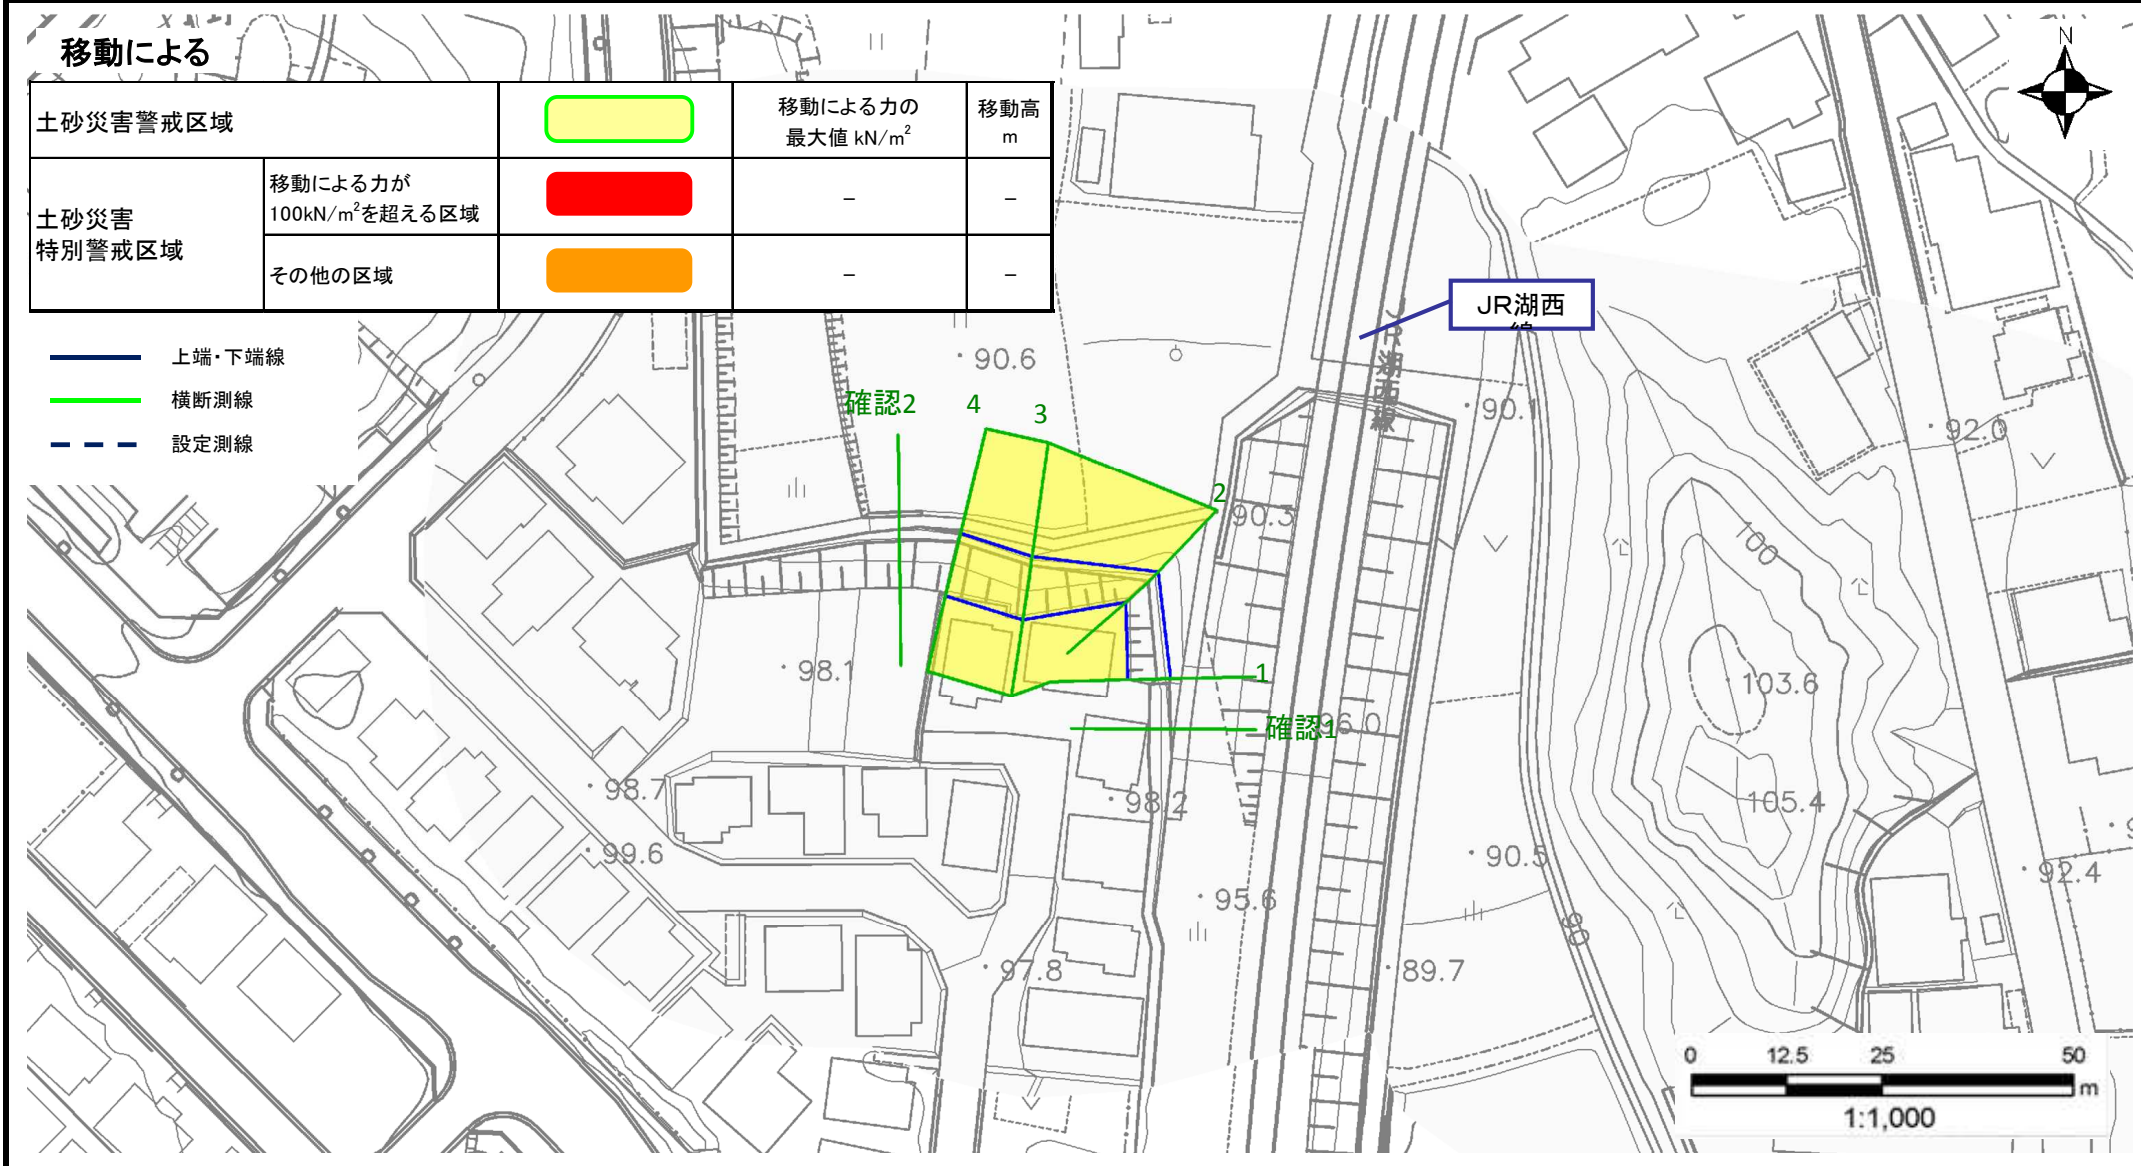 移動による
土砂災害警戒区域
移動による力の
最大値 kN/m²
移動高
m
土砂災害
特別警戒区域
移動による力が
100kN/m²を超える区域
－
－
その他の区域
－
－
上端・下端線
横断測線
設定測線
N
JR湖西
90.6
確認2
4
3
2
90.3
90.1
92.0
100
1
確認1
96.0
98.1
98.7
98.2
99.6
95.6
97.8
103.6
105.4
90.5
92.4
90
89.7
0 12.5 25 50
m
1:1,000